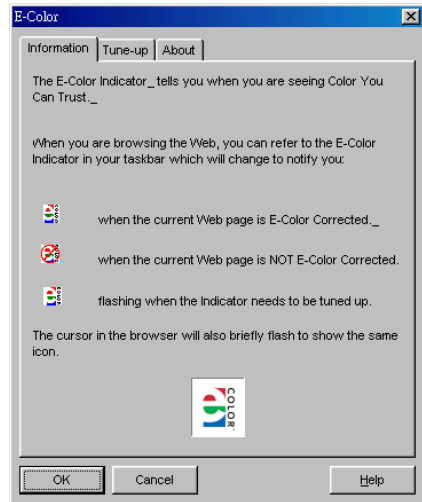 E-Color
Information Tune-up About
The E-Color Indicator_ tells you when you are seeing Color You
Can Trust._
When you are browsing the Web, you can refer to the E-Color
Indicator in your taskbar which will change to notify you:
when the current Web page is E-Color Corrected._
when the current Web page is NOT E-Color Corrected.
flashing when the Indicator needs to be tuned up.
The cursor in the browser will also briefly flash to show the same
icon.
COLOR
OK Cancel Help